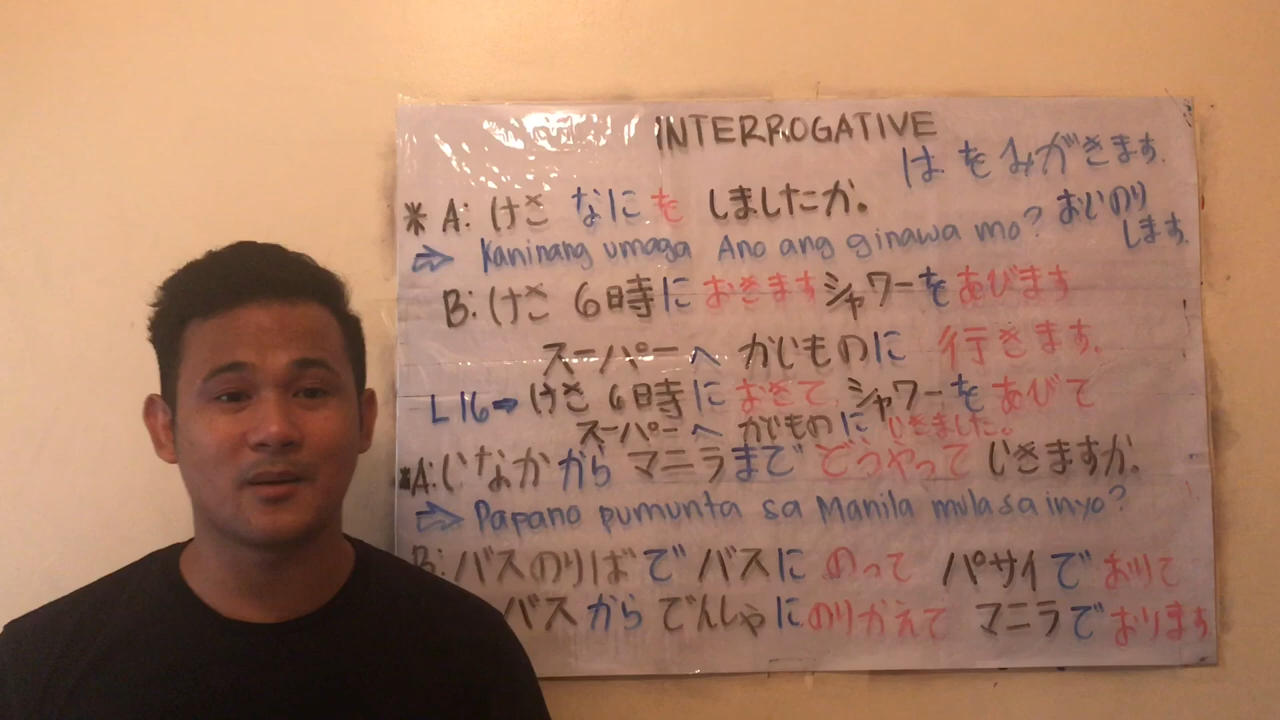 INTERROGATIVE
は を みがきます。
* A: けさ なにを しましたか。
おいのり
します。
⇒ Kaninang umaga Ano ang ginawa mo?
B: けさ 6時に おきます シャワーを あびます
スーパーへ かいものに 行きます。
L16 ⇒ けさ 6時に おきて シャワーを あびて
スーパーへ かいものに いきました。
*A: いなかから マニラまで どうやって いきますか。
⇒ Papano pumunta sa Manila mula sa inyo?
B: バスのりばで バスに のって パサイで おりて
バスから でんしゃに のりかえて マニラで おります